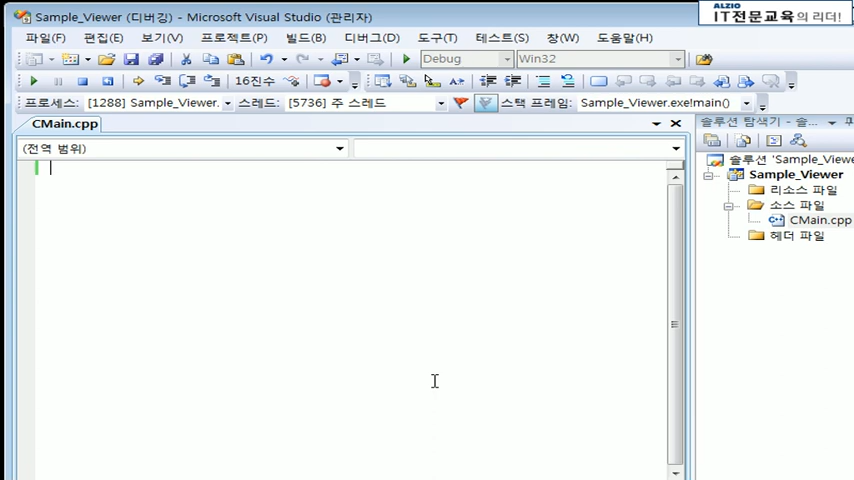 Sample_Viewer (디버깅) - Microsoft Visual Studio (관리자)
ALZIO
IT전문교육의 리더!
파일(F) 편집(E) 보기(V) 프로젝트(P) 빌드(B) 디버그(D) 도구(T) 테스트(S) 창(W) 도움말(H)
Debug Win32
16진수
프로세스: [1288] Sample_Viewer. 스레드: [5736] 주 스레드 스택 프레임: Sample_Viewer.exe!main()
CMain.cpp
솔루션 탐색기 - 솔...
(전역 범위)
솔루션 'Sample_Viewe
Sample_Viewer
리소스 파일
소스 파일
CMain.cpp
헤더 파일